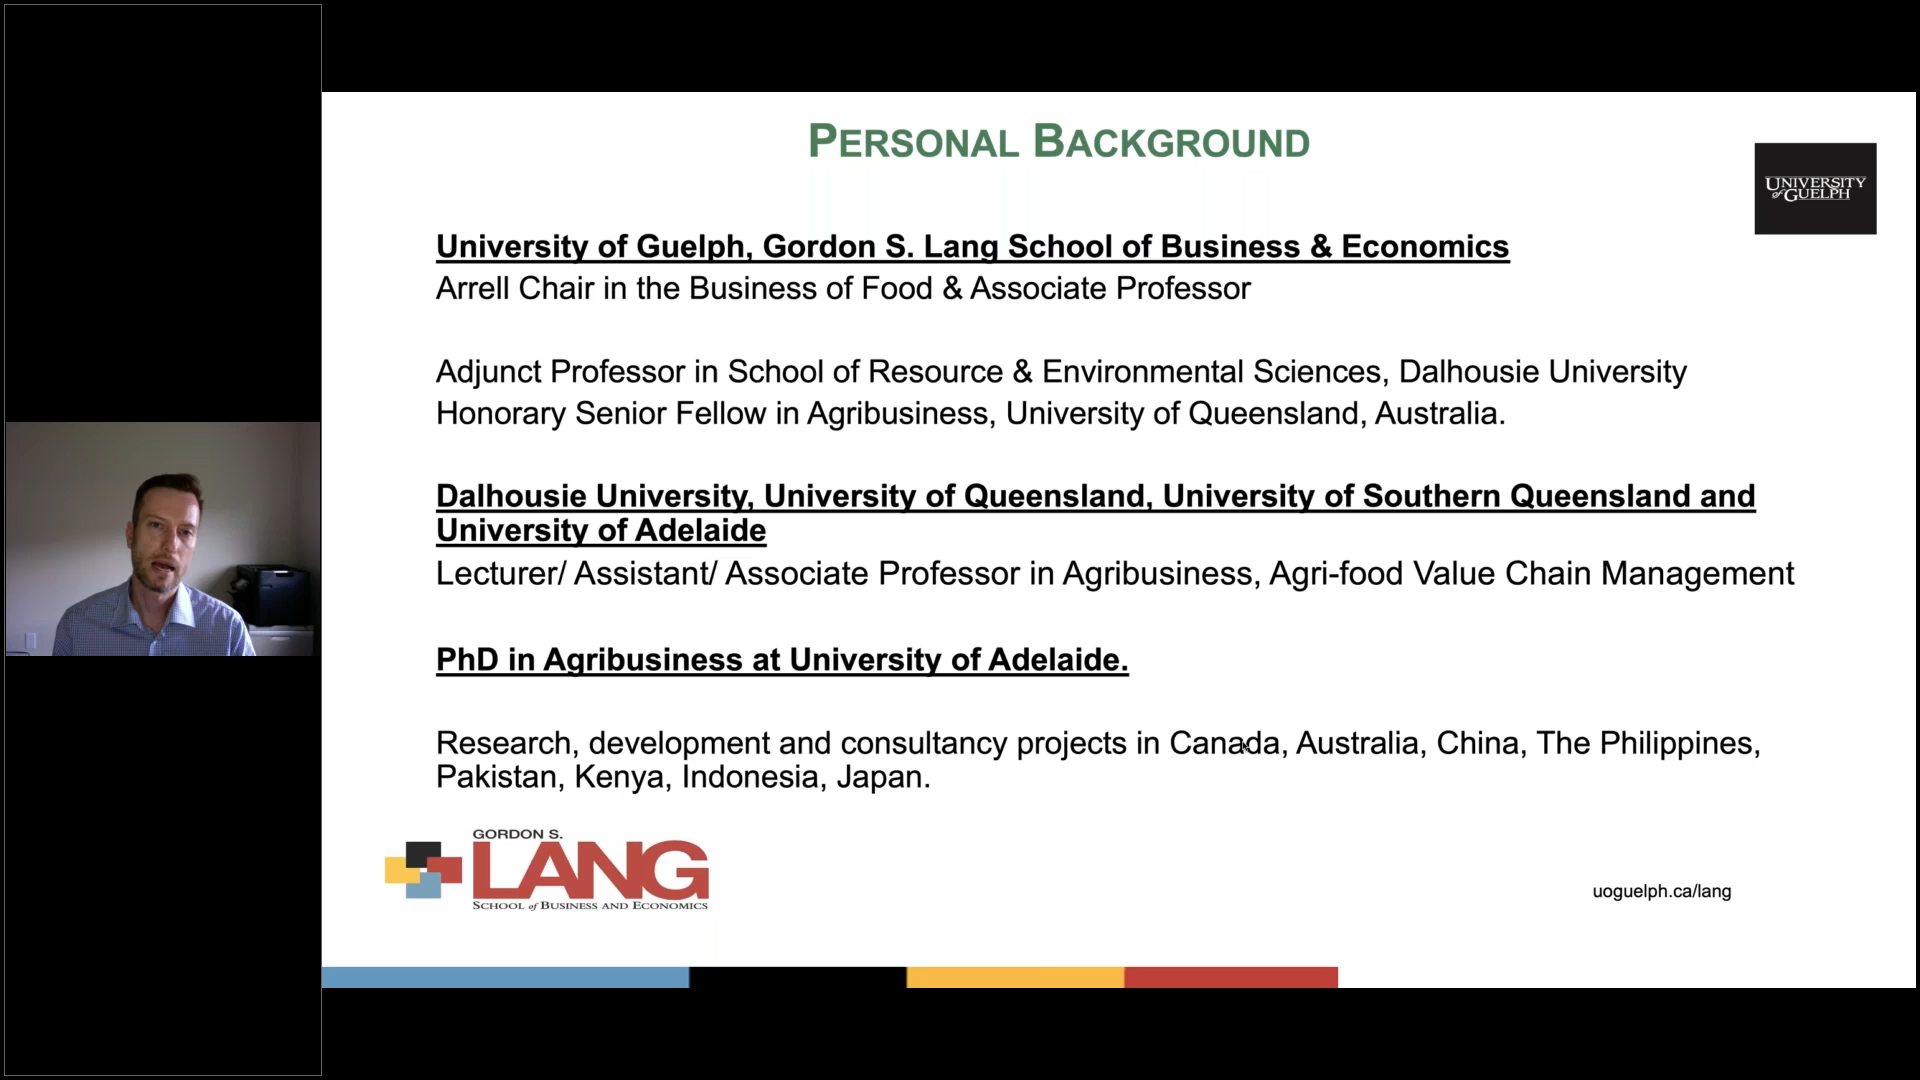 PERSONAL BACKGROUND
UNIVERSITY
of GUELPH
University of Guelph, Gordon S. Lang School of Business & Economics
Arrell Chair in the Business of Food & Associate Professor
Adjunct Professor in School of Resource & Environmental Sciences, Dalhousie University
Honorary Senior Fellow in Agribusiness, University of Queensland, Australia.
Dalhousie University, University of Queensland, University of Southern Queensland and
University of Adelaide
Lecturer/ Assistant/ Associate Professor in Agribusiness, Agri-food Value Chain Management
PhD in Agribusiness at University of Adelaide.
Research, development and consultancy projects in Canada, Australia, China, The Philippines,
Pakistan, Kenya, Indonesia, Japan.
GORDON S.
LANG
SCHOOL of BUSINESS AND ECONOMICS
uoguelph.ca/lang